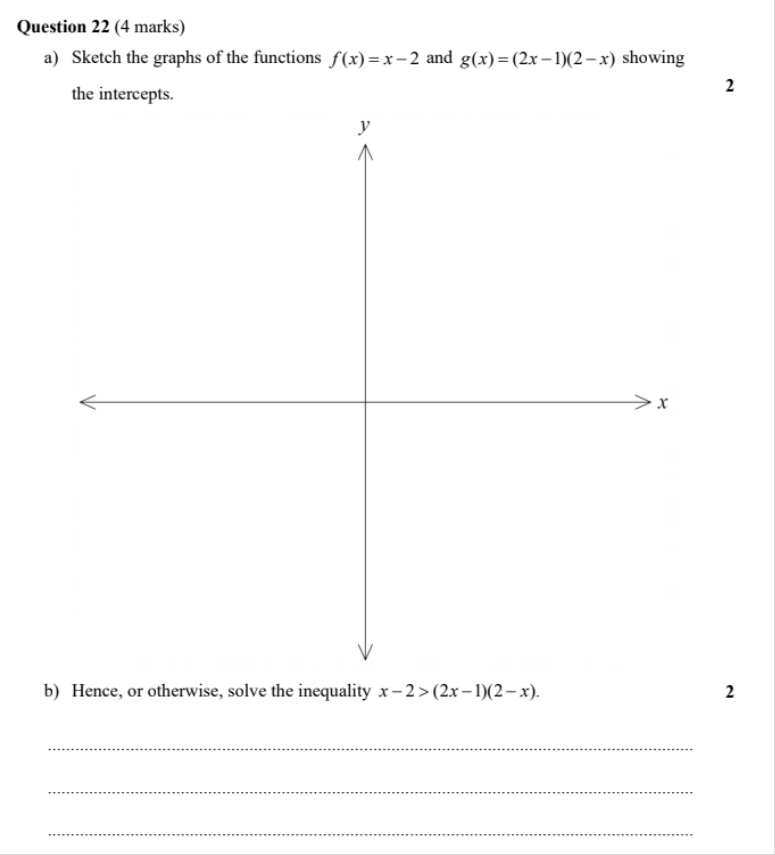 Question 22 (4 marks)
a) Sketch the graphs of the functions f(x) = x − 2 and g(x) = (2x − 1)(2 − x) showing
the intercepts.
2
y
x
b) Hence, or otherwise, solve the inequality x − 2 > (2x − 1)(2 − x). 2